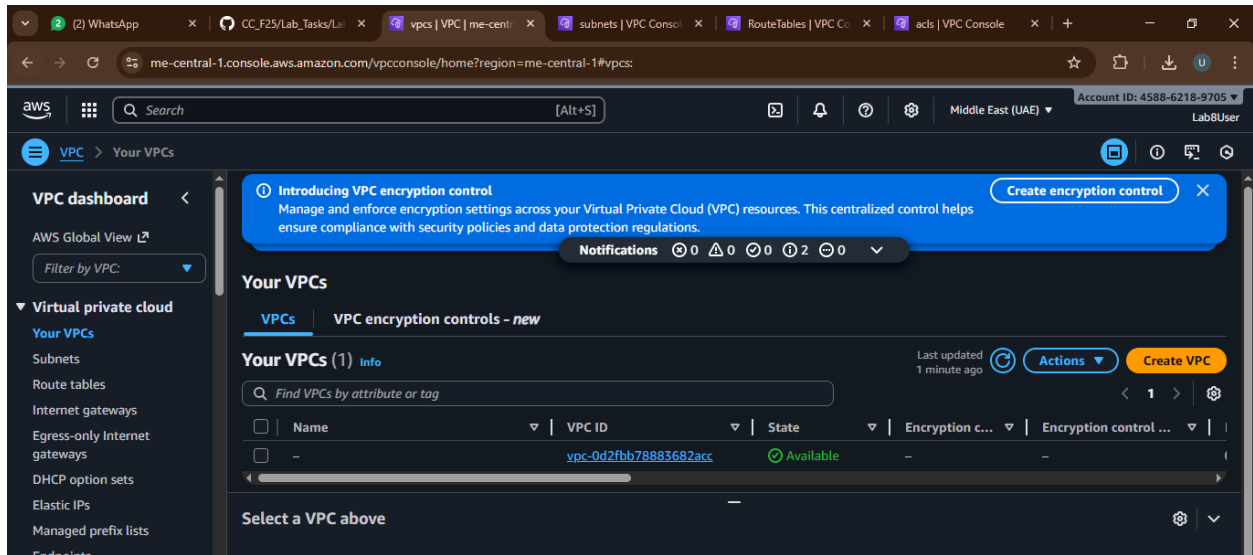 (2) WhatsApp
CC_F25/Lab_Tasks/La
vpcs | VPC | me-centr
subnets | VPC Consol
RouteTables | VPC Co
acls | VPC Console
me-central-1.console.aws.amazon.com/vpcconsole/home?region=me-central-1#vpcs:
U
aws
Search
[Alt+S]
Middle East (UAE)
Account ID: 4588-6218-9705
Lab8User
VPC > Your VPCs
VPC dashboard
AWS Global View
Filter by VPC:
Virtual private cloud
Your VPCs
Subnets
Route tables
Internet gateways
Egress-only Internet
gateways
DHCP option sets
Elastic IPs
Managed prefix lists
Endpoints
Introducing VPC encryption control
Manage and enforce encryption settings across your Virtual Private Cloud (VPC) resources. This centralized control helps
ensure compliance with security policies and data protection regulations.
Create encryption control
Notifications 0 0 0 2 0
Your VPCs
VPCs VPC encryption controls - new
Your VPCs (1) Info
Last updated
1 minute ago
Actions
Create VPC
Find VPCs by attribute or tag
1
Name VPC ID State Encryption c... Encryption control ...
– vpc-0d2fbb78883682acc Available – –
Select a VPC above